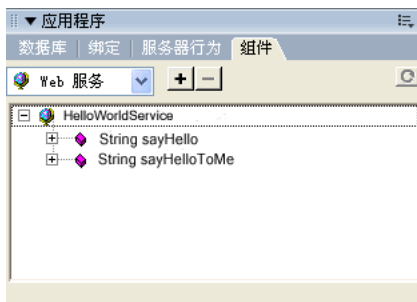 应用程序
数据库 绑定 服务器行为 组件
Web 服务
HelloWorldService
String sayHello
String sayHelloToMe